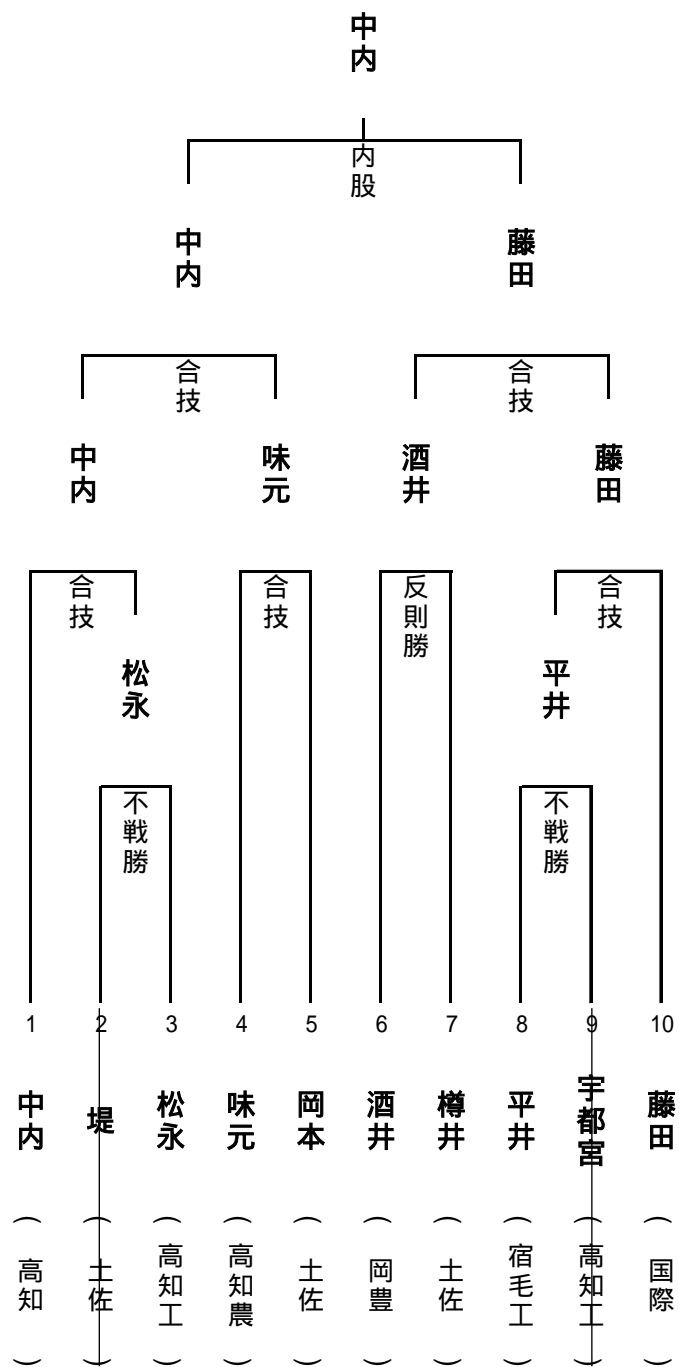 中内
内股
中内
藤田
合技
合技
中内
味元
酒井
藤田
合技
合技
反則勝
合技
松永
平井
不戦勝
不戦勝
1 2 3 4 5 6 7 8 9 10
中内 堤 松永 味元 岡本 酒井 樽井 平井 宇都宮 藤田
（高知） （土佐） （高知工） （高知農） （土佐） （岡豊） （土佐） （宿毛工） （高知工） （国際）